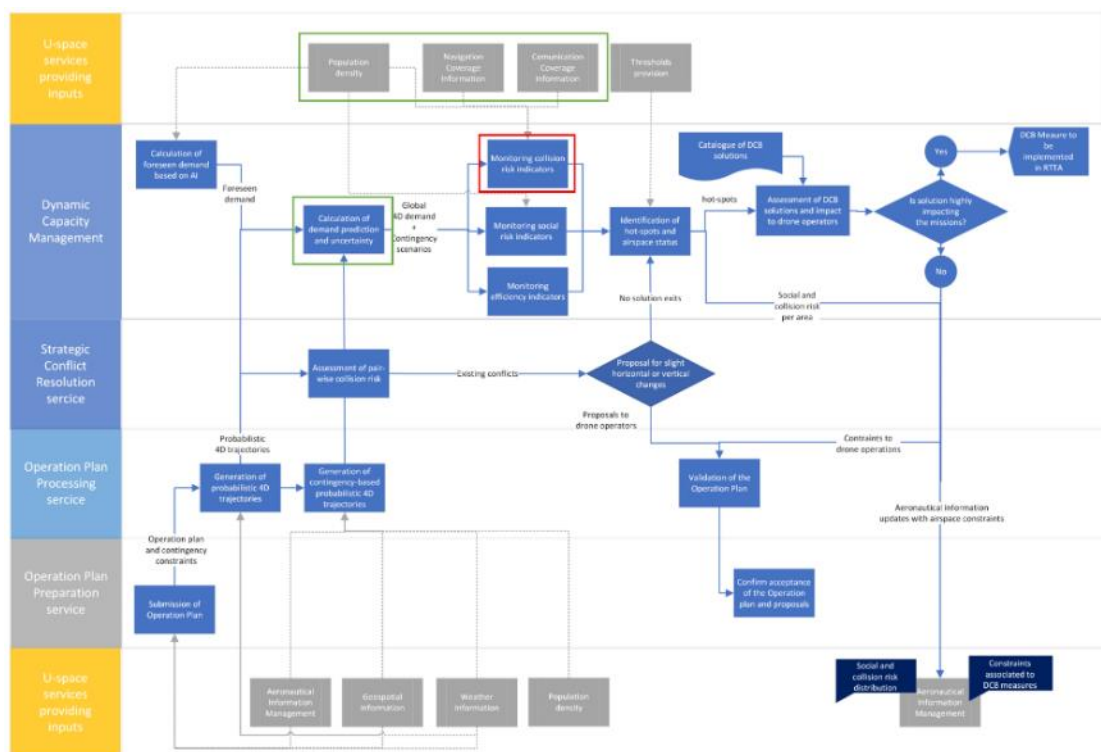 U-space
services
providing
inputs
Population
density
Navigation
Coverage
Information
Comunication
Coverage
Information
Thresholds
provision
Dynamic
Capacity
Management
Calculation of
foreseen demand
based on AI
Foreseen
demand
Calculation of
demand prediction
and uncertainty
Global
4D demand
+
Contingency
scenarios
Monitoring collision
risk indicators
Monitoring social
risk indicators
Monitoring
efficiency indicators
Identification of
hot-spots and
airspace status
hot-spots
Catalogue of DCB
solutions
Assessment of DCB
solutions and impact
to drone operators
Is solution highly
impacting
the missions?
Yes
No
DCB Measure to
be
implemented
in RTTA
No solution exits
Social and
collision risk
per area
Strategic
Conflict
Resolution
service
Assessment of pair-
wise collision risk
Existing conflicts
Proposal for slight
horizontal or vertical
changes
Proposals to
drone operators
Probabilistic
4D trajectories
Contraints to
drone operations
Operation Plan
Processing
sercice
Generation of
probabilistic 4D
trajectories
Generation of
contingency-based
probabilistic 4D
trajectories
Validation of the
Operation Plan
Aeronautical Information
updates with airspace constraints
Operation plan
and contingency
constraints
Operation Plan
Preparation
service
Submission of
Operation Plan
Confirm acceptance
of the Operation
plan and proposals
U-space
services
providing
inputs
Aeronautical
Information
Management
Geospatial
information
Weather
information
Population
density
Social and
collision risk
distribution
Constraints
associated to
DCB measures
Aeronautical
Information
Management